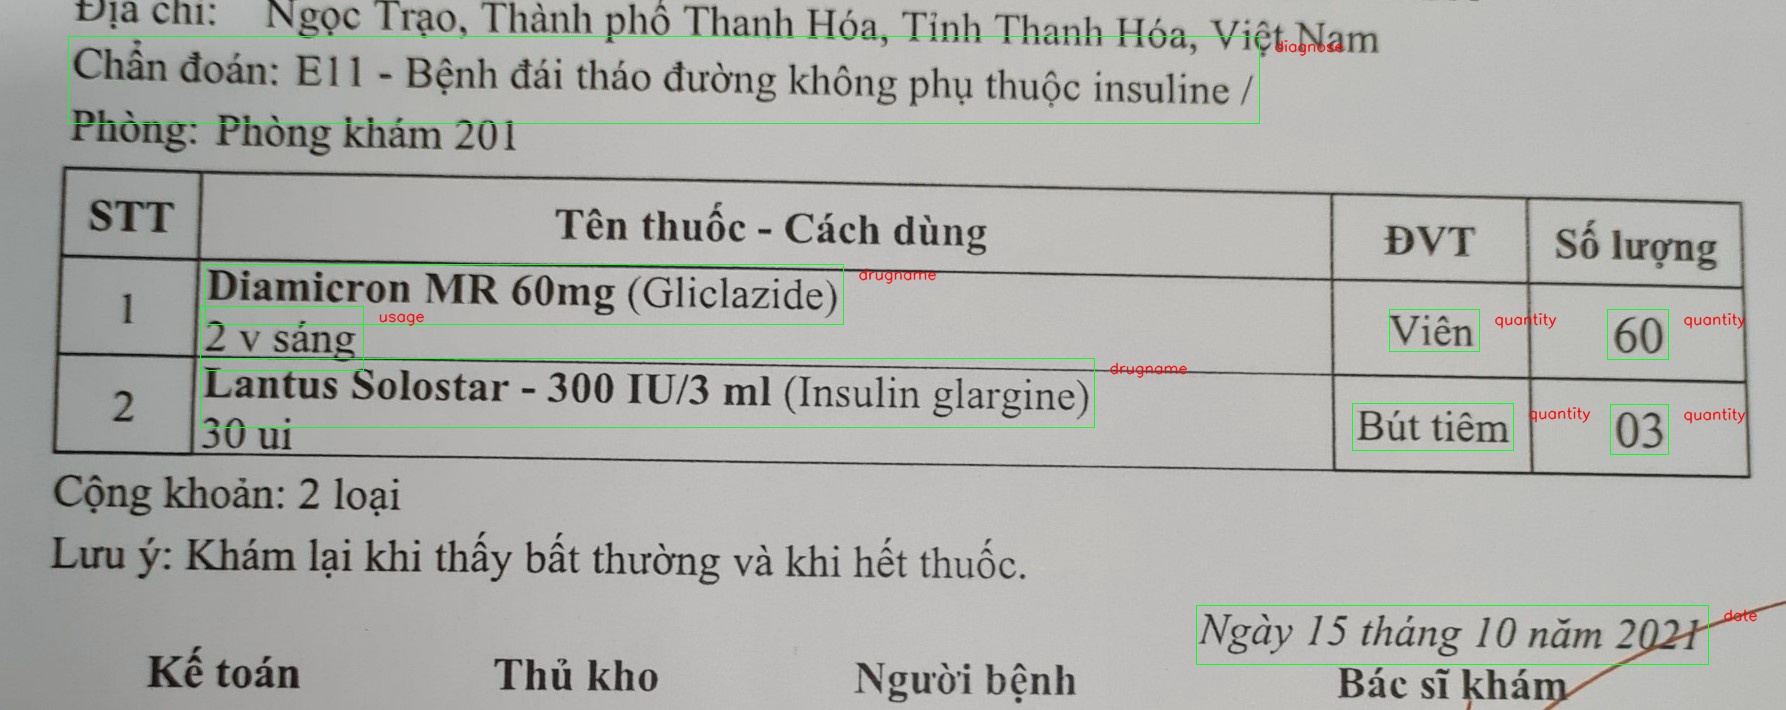 Địa chỉ: Ngọc Trạo, Thành phố Thanh Hóa, Tỉnh Thanh Hóa, Việt Nam
diagnose
Chẩn đoán: E11 - Bệnh đái tháo đường không phụ thuộc insuline /
Phòng: Phòng khám 201
STT Tên thuốc - Cách dùng ĐVT Số lượng
1 Diamicron MR 60mg (Gliclazide) drugname
2 v sáng usage Viên quantity 60 quantity
2 Lantus Solostar - 300 IU/3 ml (Insulin glargine) drugname
30 ui Bút tiêm quantity 03 quantity
Cộng khoản: 2 loại
Lưu ý: Khám lại khi thấy bất thường và khi hết thuốc.
Ngày 15 tháng 10 năm 2021 date
Kế toán Thủ kho Người bệnh Bác sĩ khám